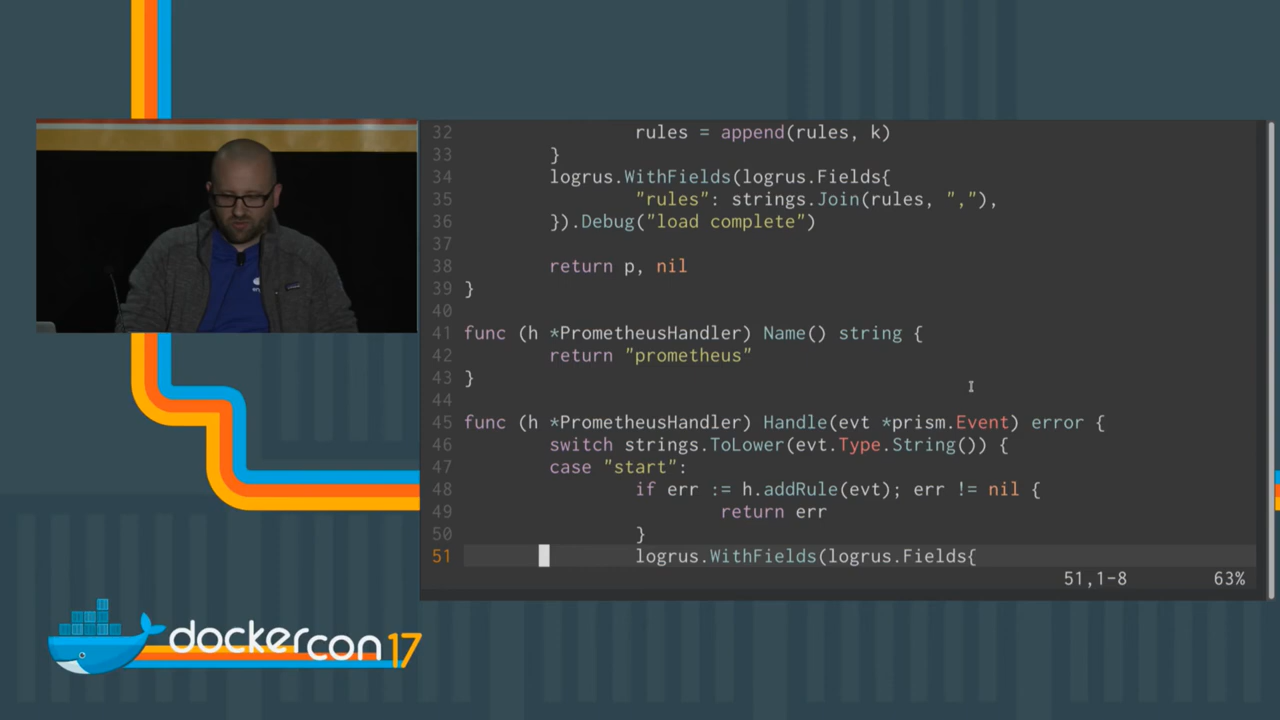 32 rules = append(rules, k)
33 }
34 logrus.WithFields(logrus.Fields{
35 "rules": strings.Join(rules, ","),
36 }).Debug("load complete")
37
38 return p, nil
39 }
40
41 func (h *PrometheusHandler) Name() string {
42 return "prometheus"
43 }
44
45 func (h *PrometheusHandler) Handle(evt *prism.Event) error {
46 switch strings.ToLower(evt.Type.String()) {
47 case "start":
48 if err := h.addRule(evt); err != nil {
49 return err
50 }
51 logrus.WithFields(logrus.Fields{
51,1-8 63%
dockercon 17